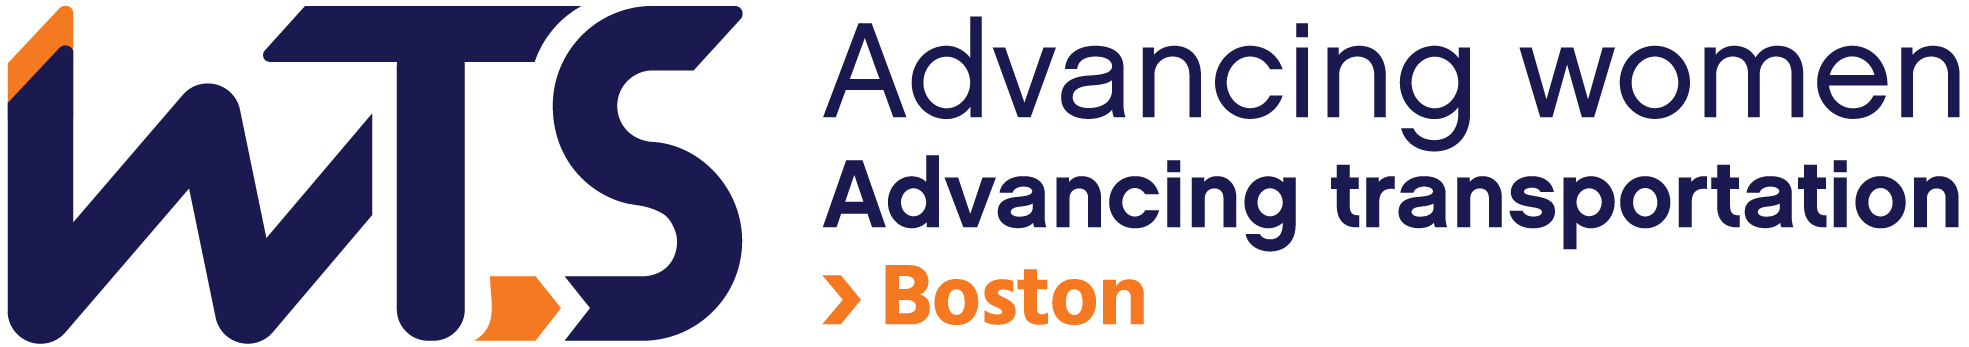 WTS
Advancing women
Advancing transportation
Boston